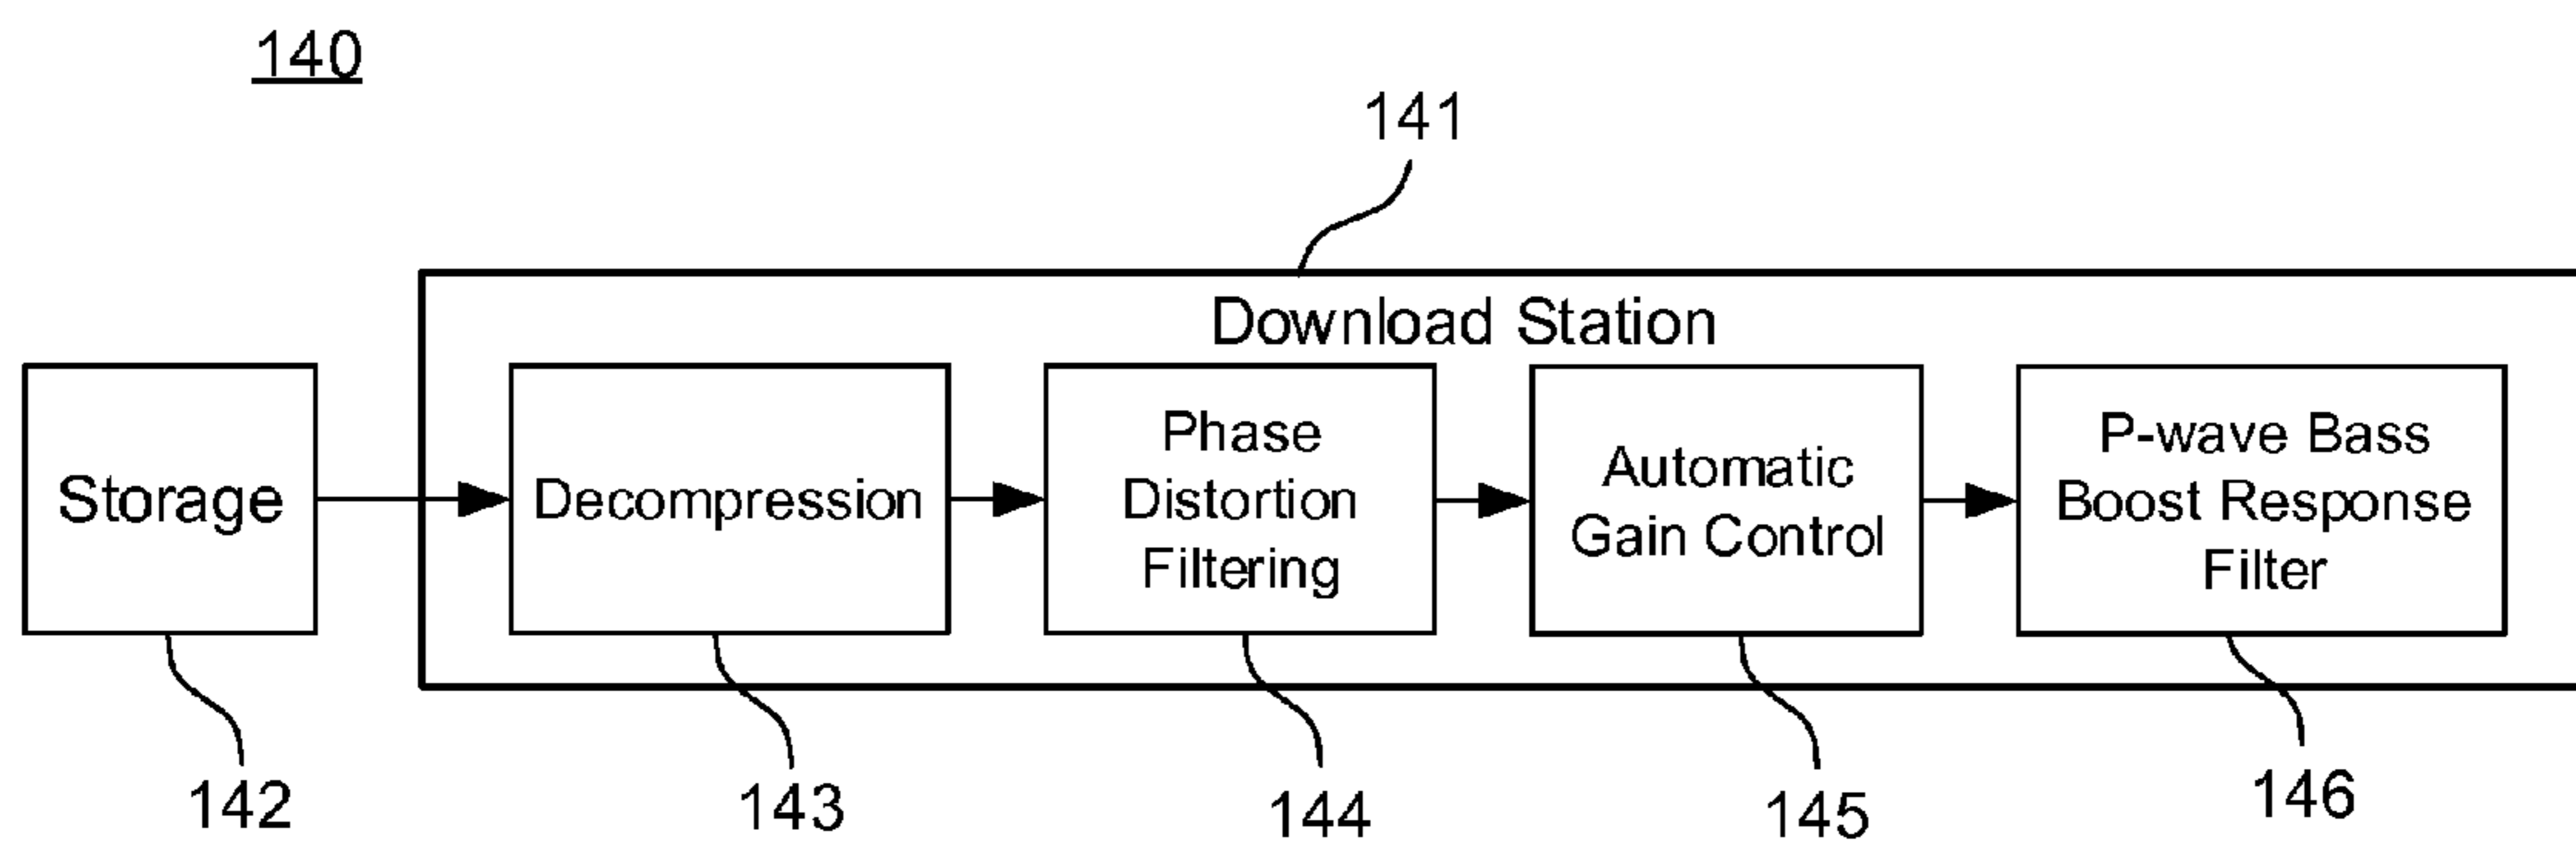 140
141
Download Station
Storage
Decompression
Phase
Distortion
Filtering
Automatic
Gain Control
P-wave Bass
Boost Response
Filter
142
143
144
145
146